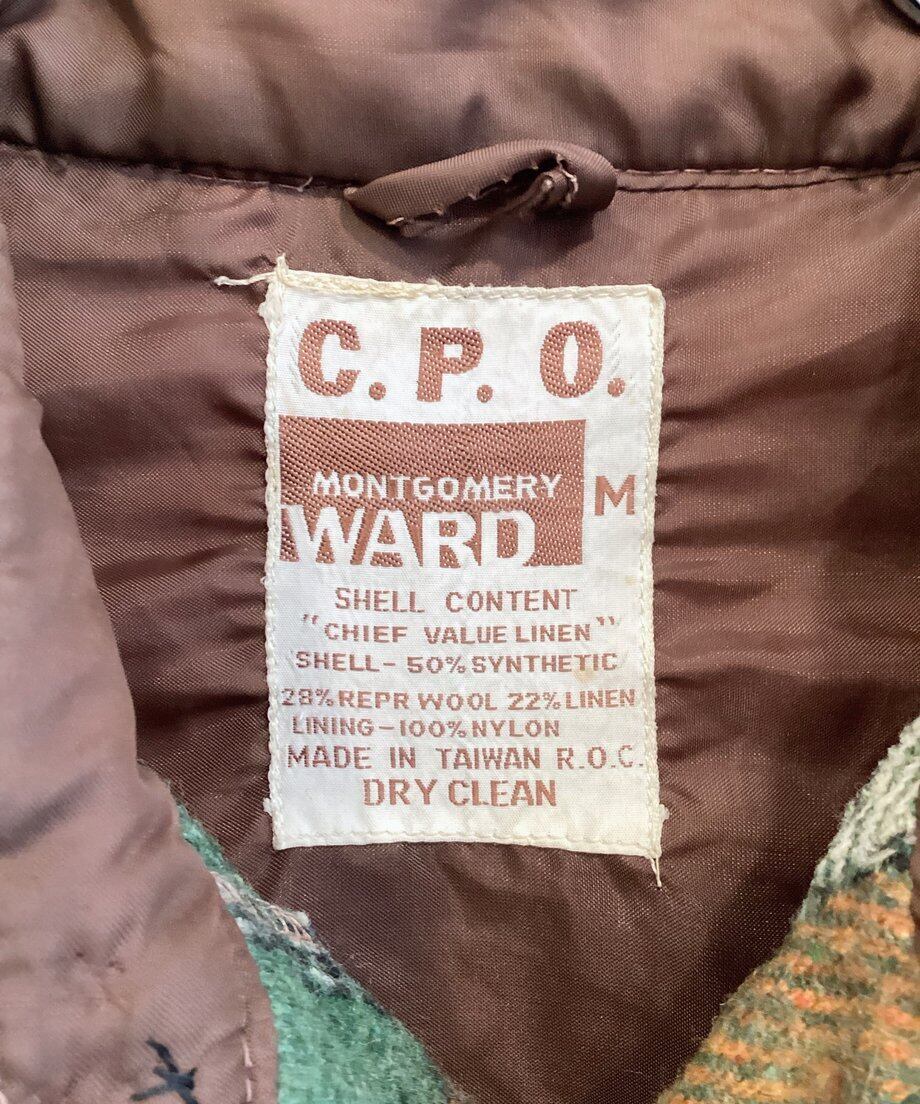 C. P. O.
MONTGOMERY
WARD
M
SHELL CONTENT
"CHIEF VALUE LINEN"
SHELL-50% SYNTHETIC
28% REPR WOOL 22% LINEN
LINING-100% NYLON
MADE IN TAIWAN R.O.C.
DRY CLEAN